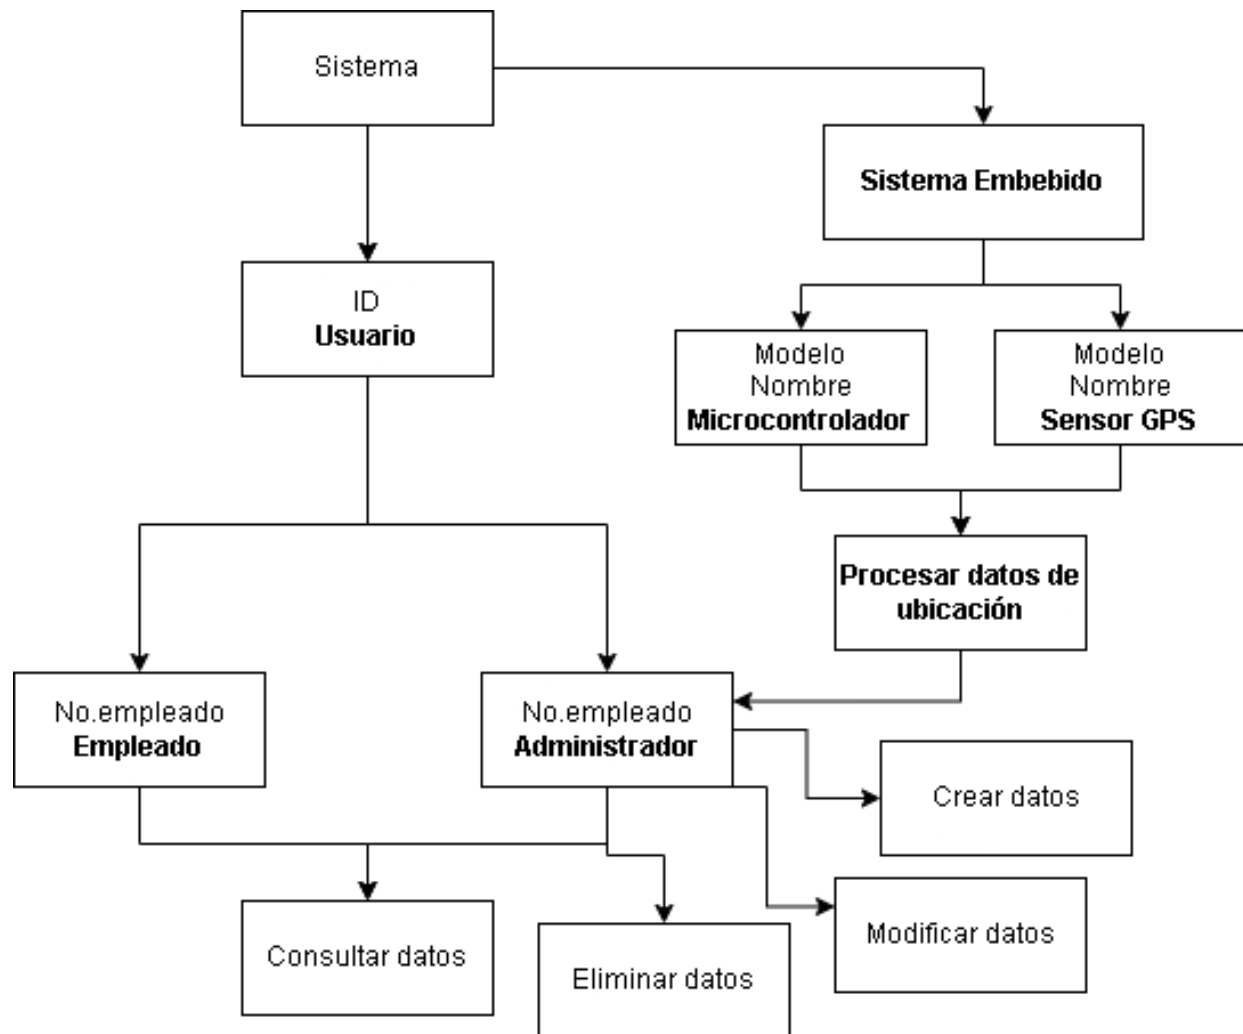 Sistema
Sistema Embebido
ID
Usuario
Modelo
Nombre
Microcontrolador
Modelo
Nombre
Sensor GPS
Procesar datos de
ubicación
No.empleado
Empleado
No.empleado
Administrador
Crear datos
Modificar datos
Consultar datos
Eliminar datos